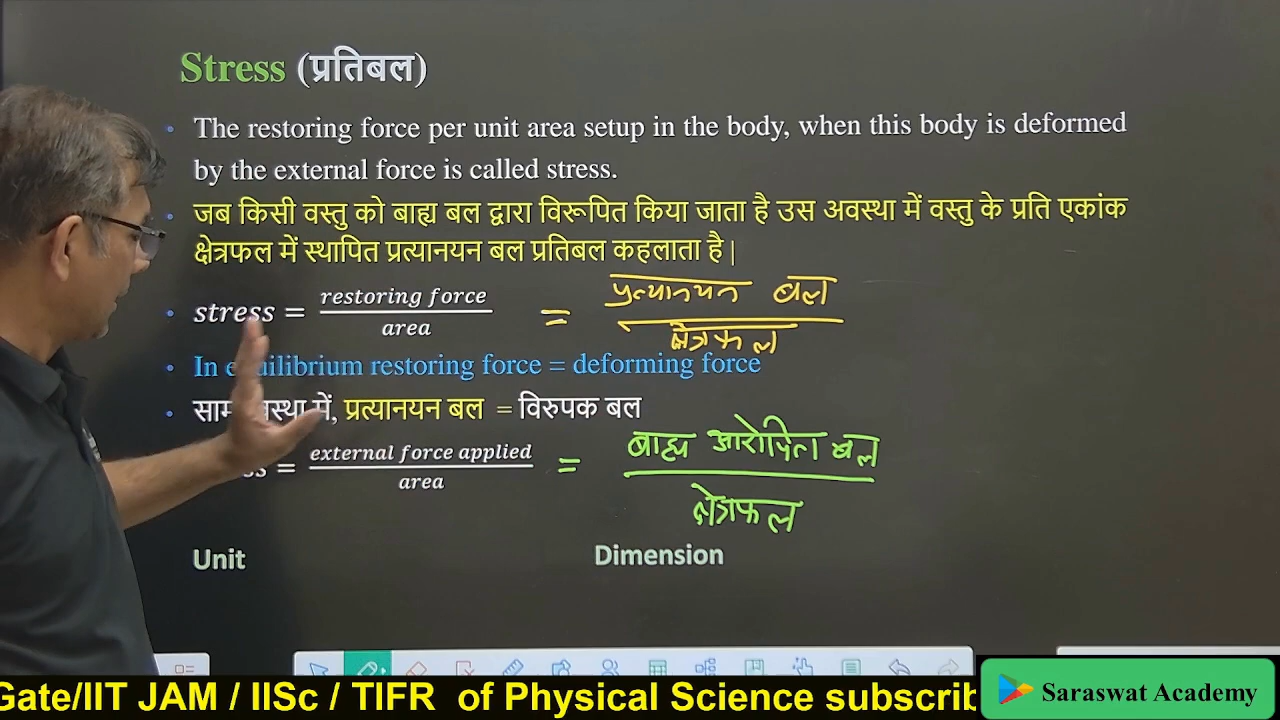 Stress (प्रतिबल)
• The restoring force per unit area setup in the body, when this body is deformed
by the external force is called stress.
• जब किसी वस्तु को बाह्य बल द्वारा विरूपित किया जाता है उस अवस्था में वस्तु के प्रति एकांक
क्षेत्रफल में स्थापित प्रत्यानयन बल प्रतिबल कहलाता है |
• stress = restoring force / area = प्रत्यानयन बल / क्षेत्रफल
• In equilibrium restoring force = deforming force
• में, प्रत्यानयन बल = विरुपक बल
= external force applied / area = बाह्य आरोपित बल / क्षेत्रफल
Unit Dimension
Gate/IIT JAM / IISc / TIFR of Physical Science subscrib
Saraswat Academy